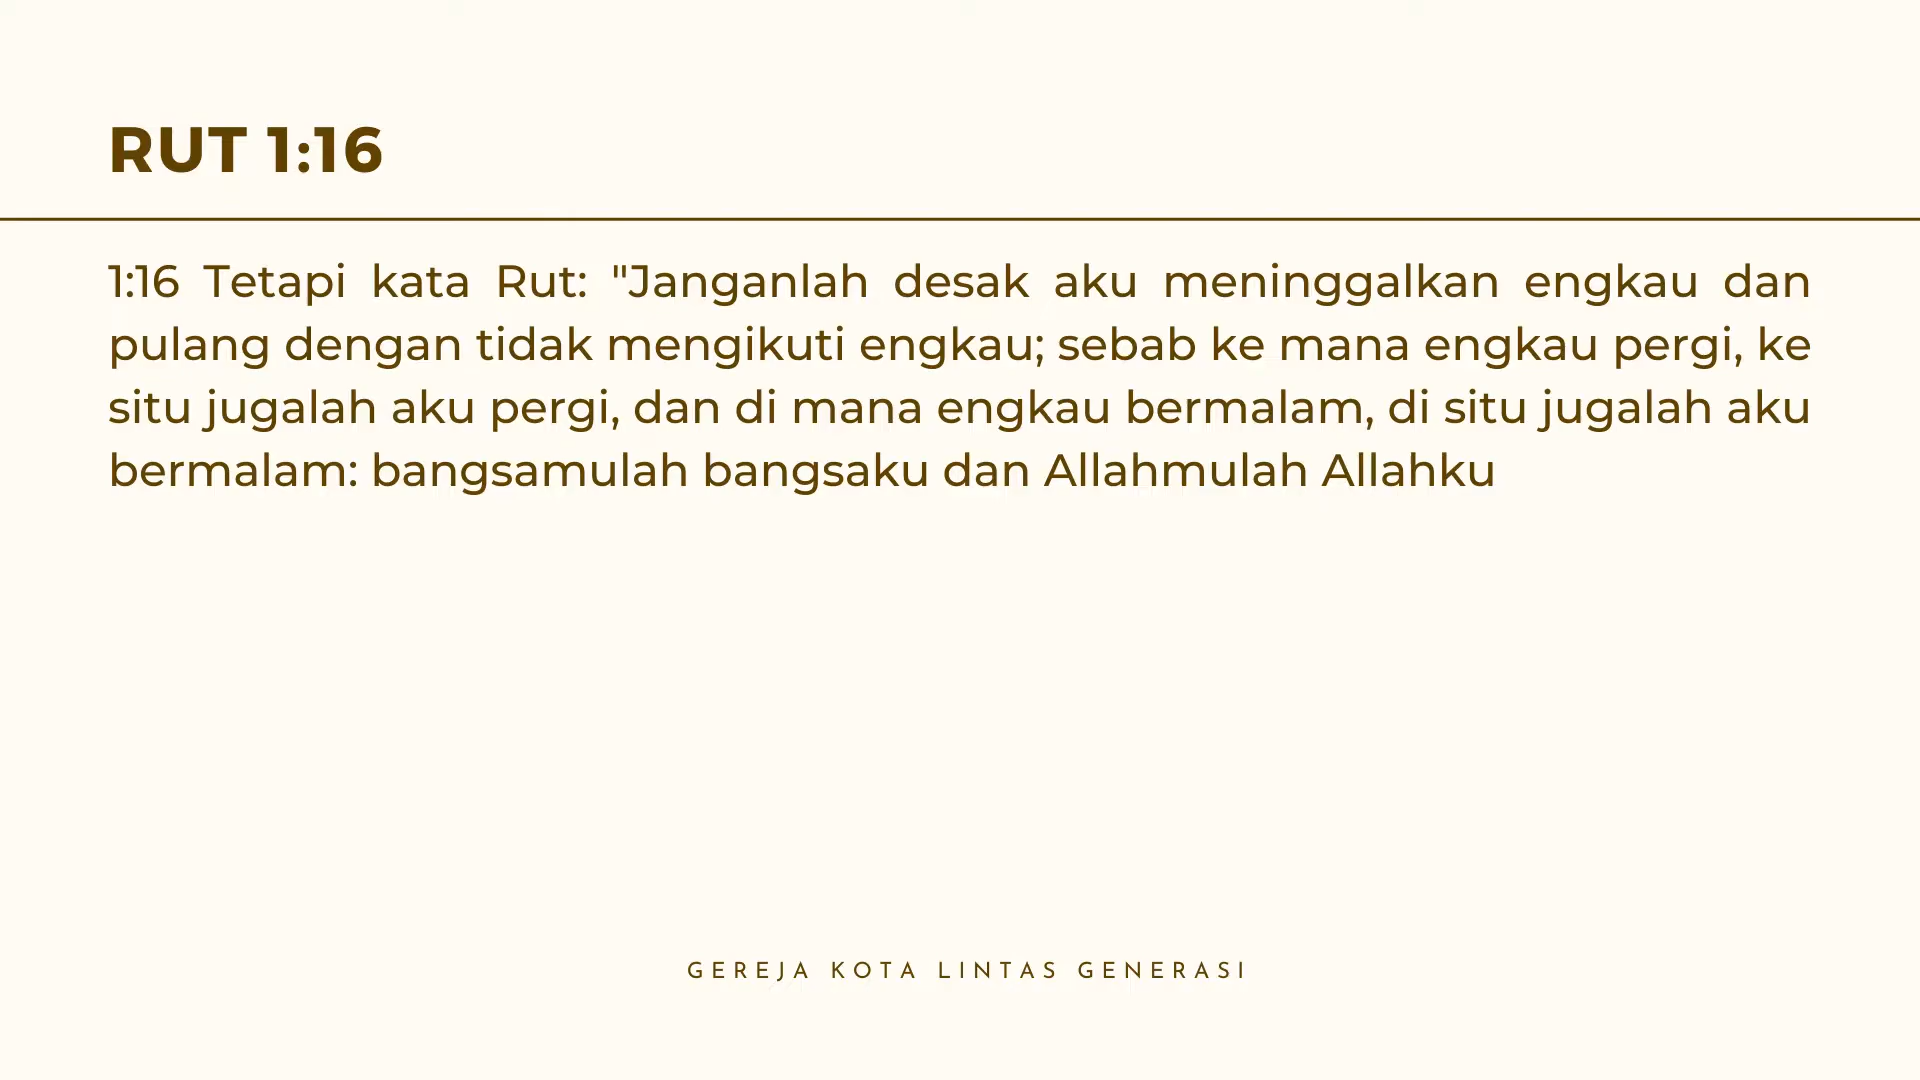 RUT 1:16
1:16 Tetapi kata Rut: "Janganlah desak aku meninggalkan engkau dan
pulang dengan tidak mengikuti engkau; sebab ke mana engkau pergi, ke
situ jugalah aku pergi, dan di mana engkau bermalam, di situ jugalah aku
bermalam: bangsamulah bangsaku dan Allahmulah Allahku
GEREJA KOTA LINTAS GENERASI